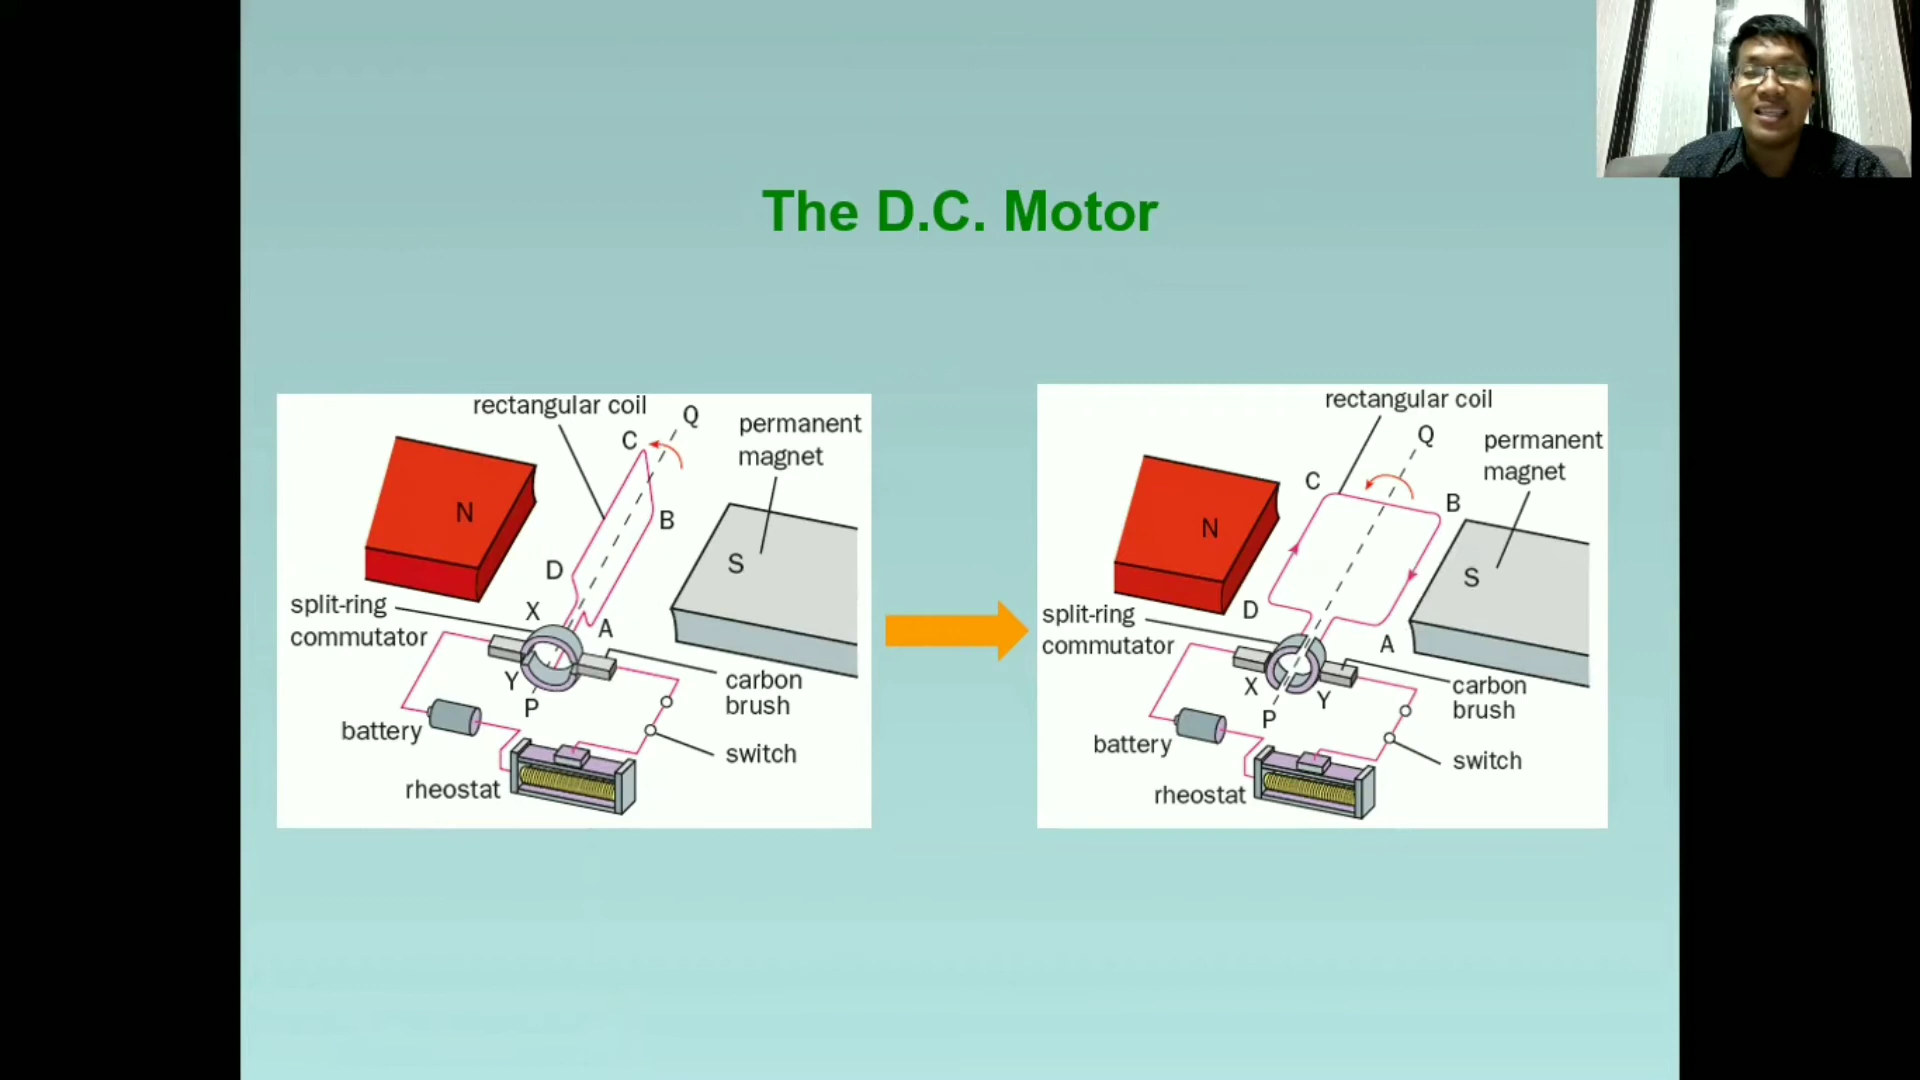 The D.C. Motor
rectangular coil
Q
C
permanent
magnet
N
B
S
D
split-ring
commutator
X
A
Y
P
carbon
brush
battery
switch
rheostat
rectangular coil
Q
permanent
magnet
C
B
N
S
D
split-ring
commutator
A
X
Y
P
carbon
brush
battery
switch
rheostat